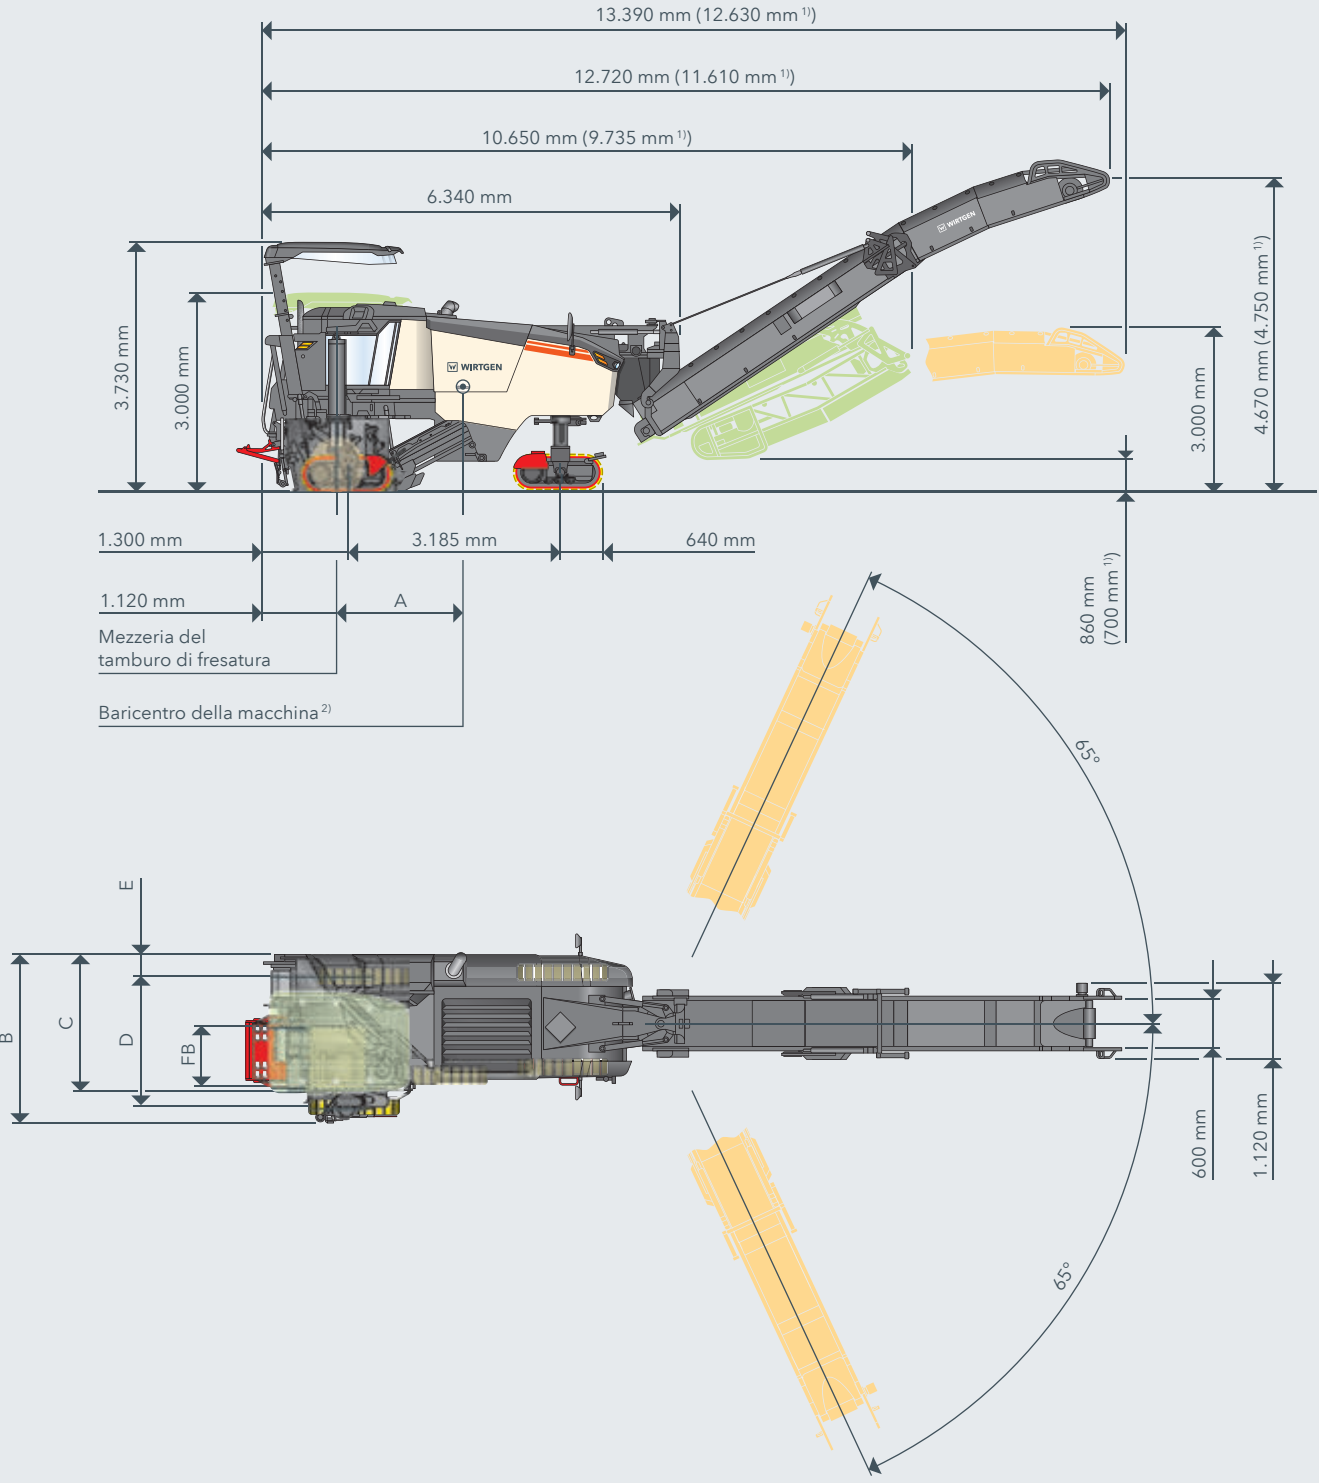 13.390 mm (12.630 mm 1))
12.720 mm (11.610 mm 1))
10.650 mm (9.735 mm 1))
6.340 mm
WIRTGEN
3.730 mm
3.000 mm
W WIRTGEN
3.000 mm
4.670 mm (4.750 mm 1))
1.300 mm
3.185 mm
640 mm
1.120 mm
A
860 mm
(700 mm 1))
Mezzeria del
tamburo di fresatura
Baricentro della macchina 2)
65°
E
B
C
D
FB
600 mm
1.120 mm
65°